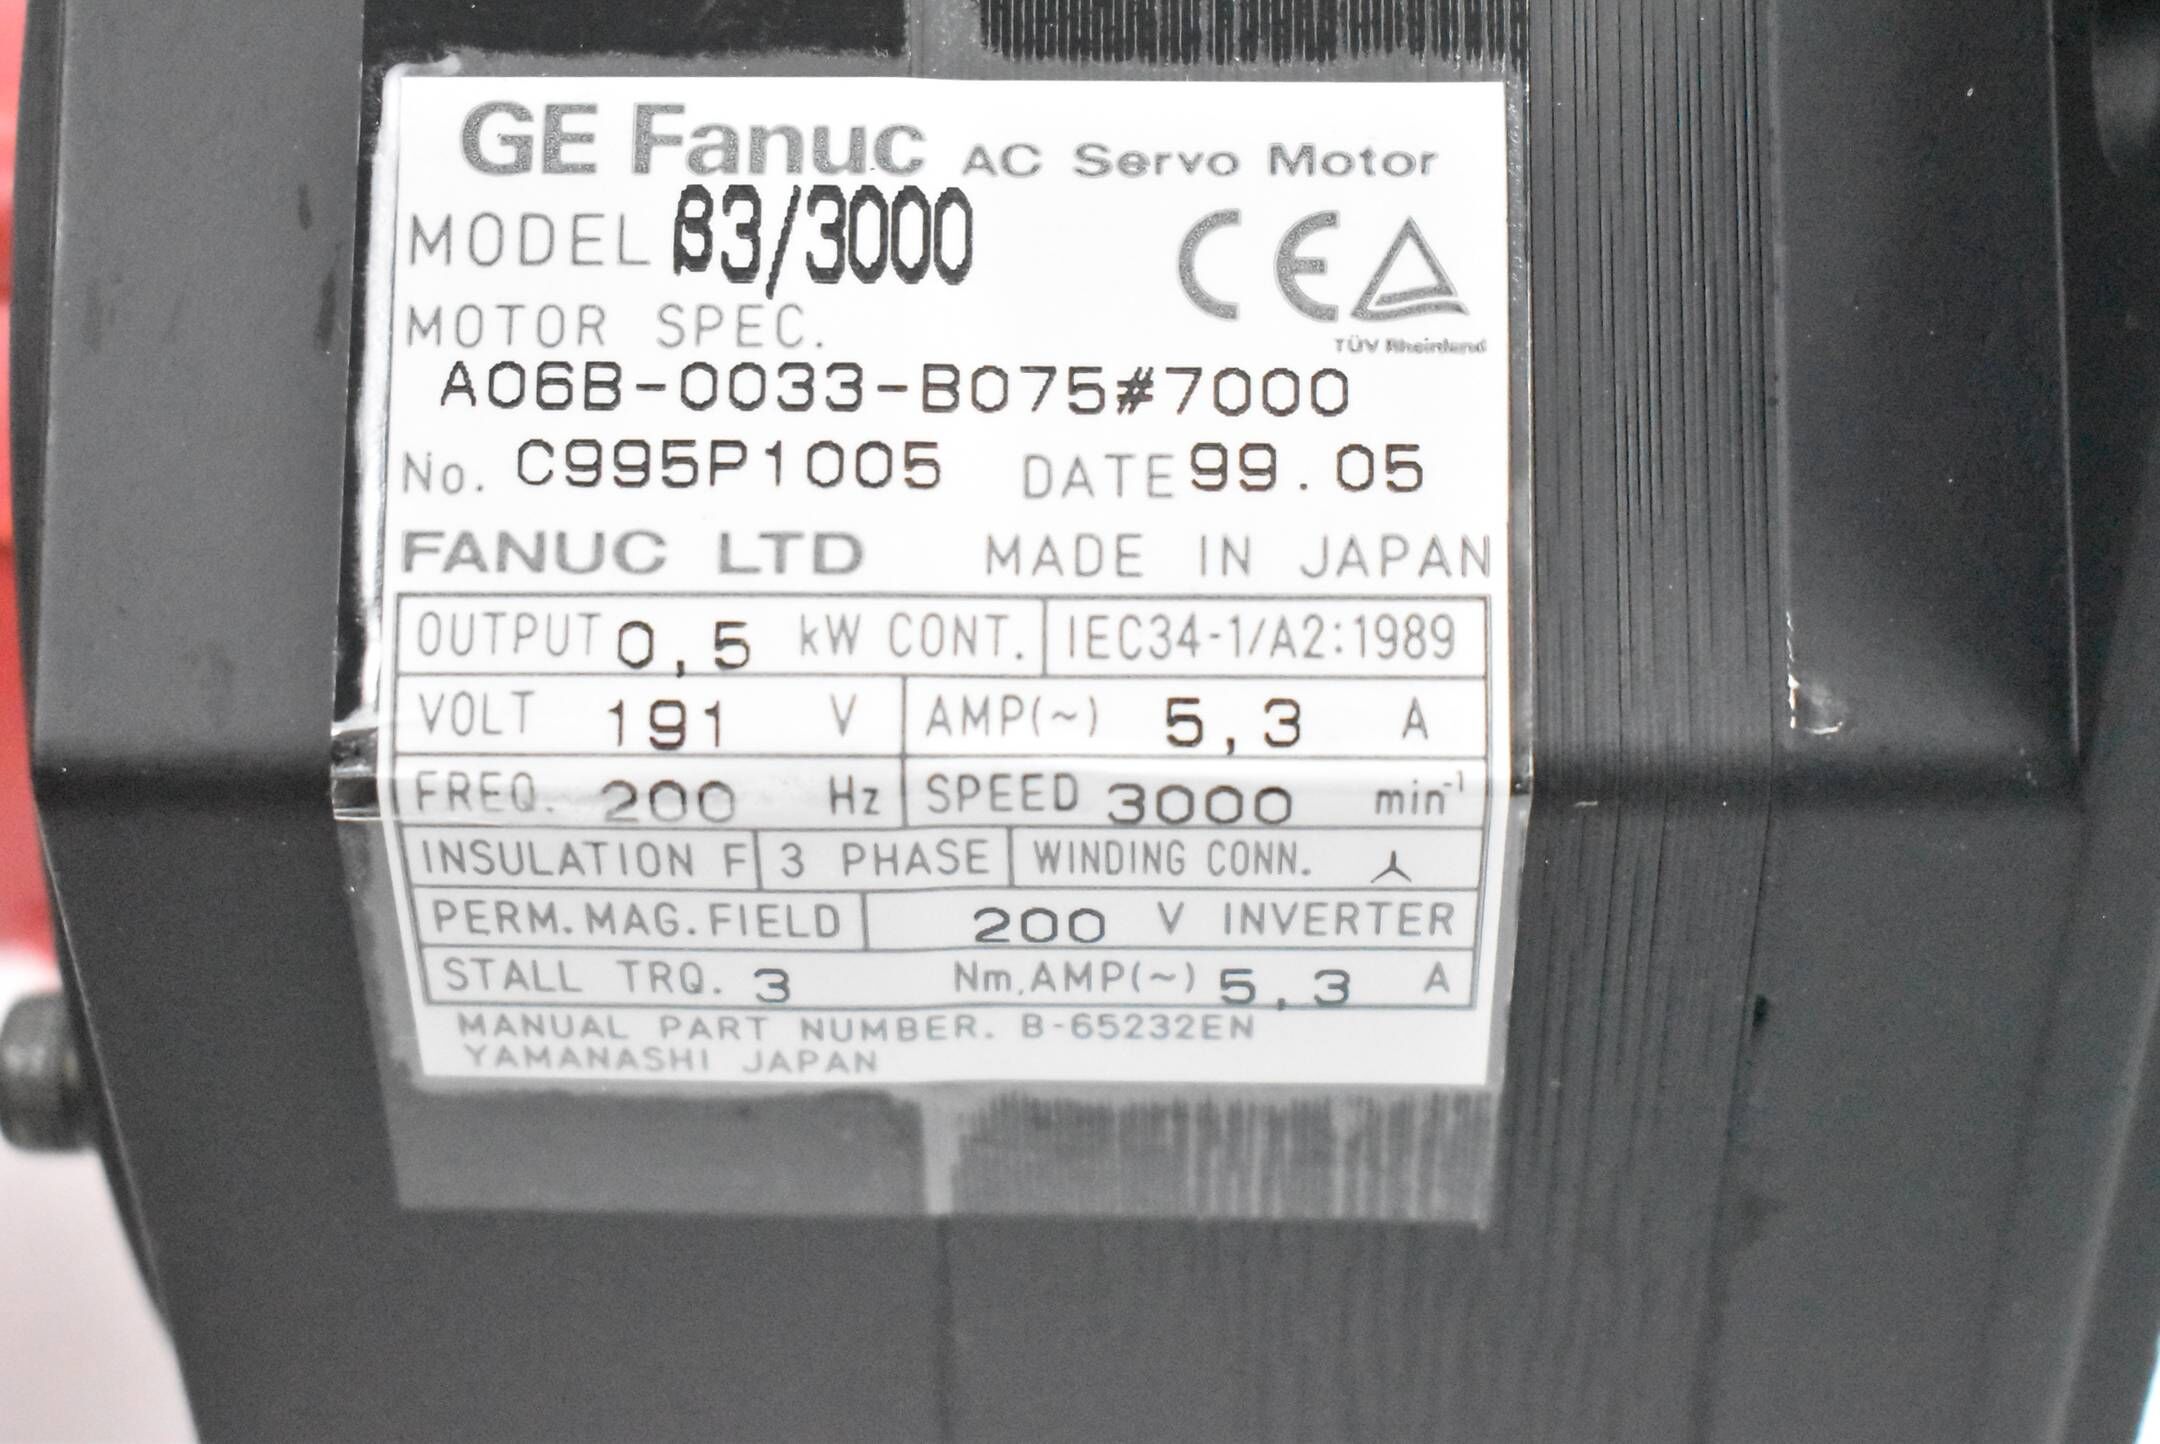 GE Fanuc AC Servo Motor
MODEL β3/3000
CE
TÜV Rheinland
MOTOR SPEC.
A06B-0033-B075#7000
No. C995P1005 DATE 99.05
FANUC LTD MADE IN JAPAN
OUTPUT 0,5 kW CONT. IEC34-1/A2:1989
VOLT 191 V AMP(~) 5,3 A
FREQ. 200 Hz SPEED 3000 min⁻¹
INSULATION F 3 PHASE WINDING CONN.
PERM.MAG.FIELD 200 V INVERTER
STALL TRQ. 3 Nm.AMP(~) 5,3 A
MANUAL PART NUMBER. B-65232EN
YAMANASHI JAPAN